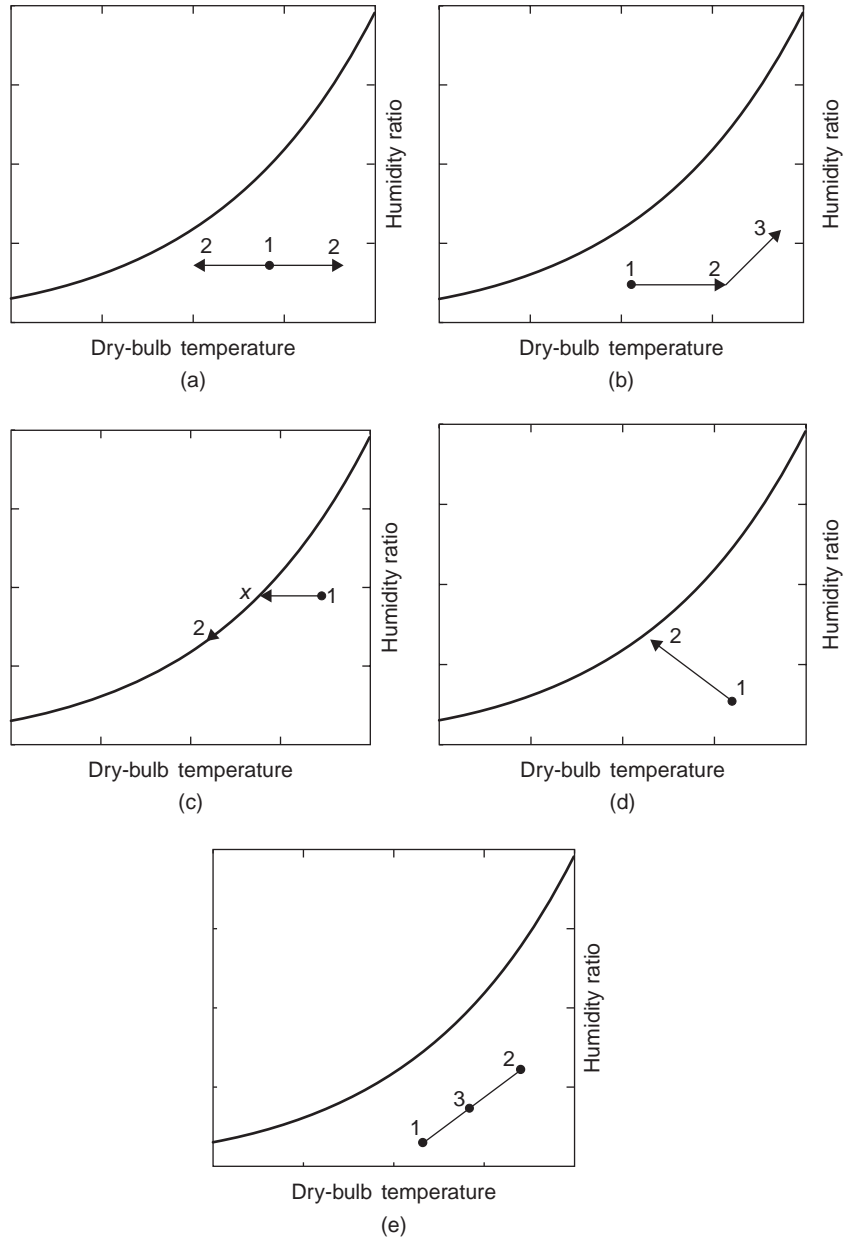 2 1 2
Humidity ratio
Dry-bulb temperature
(a)
3
1 2
Humidity ratio
Dry-bulb temperature
(b)
x
1
2
Humidity ratio
Dry-bulb temperature
(c)
2
1
Humidity ratio
Dry-bulb temperature
(d)
2
3
1
Humidity ratio
Dry-bulb temperature
(e)